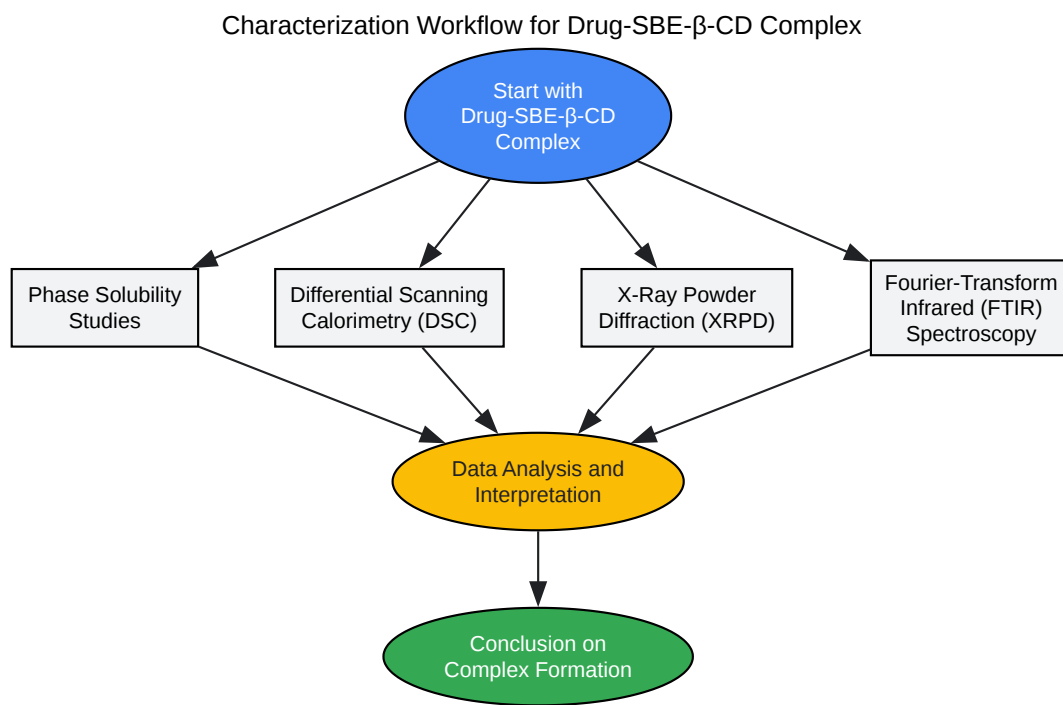 Characterization Workflow for Drug-SBE-β-CD Complex
Start with
Drug-SBE-β-CD
Complex
Phase Solubility
Studies
Differential Scanning
Calorimetry (DSC)
X-Ray Powder
Diffraction (XRPD)
Fourier-Transform
Infrared (FTIR)
Spectroscopy
Data Analysis and
Interpretation
Conclusion on
Complex Formation